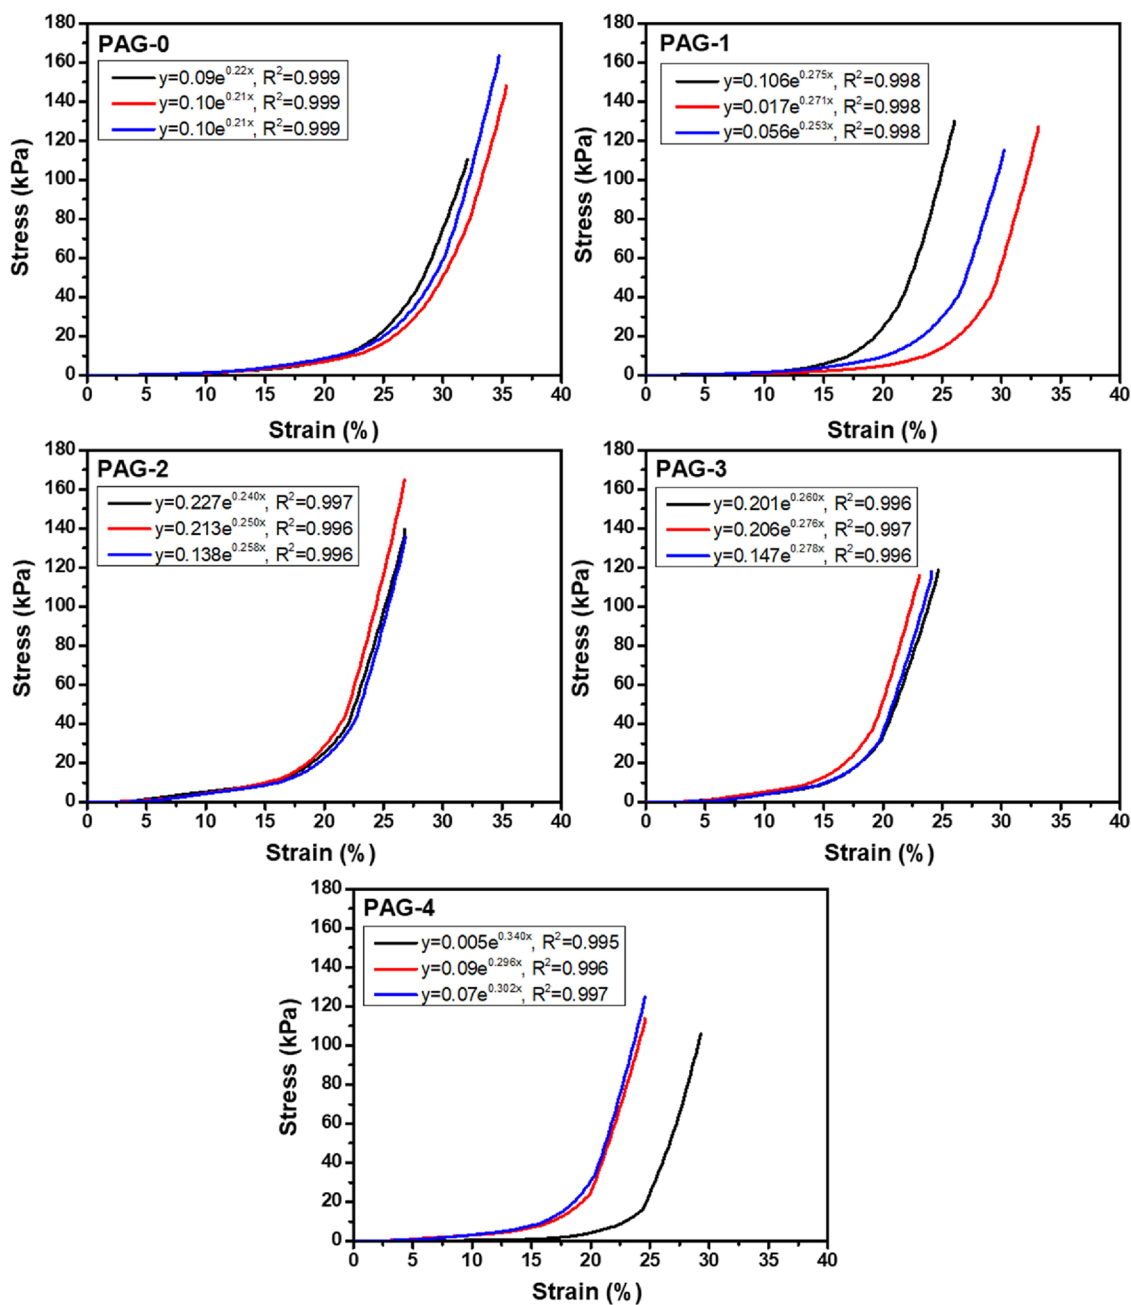 PAG-0
y=0.09e^0.22x, R²=0.999
y=0.10e^0.21x, R²=0.999
y=0.10e^0.21x, R²=0.999
Stress (kPa)
180
160
140
120
100
80
60
40
20
0
0 5 10 15 20 25 30 35 40
Strain (%)
PAG-1
y=0.106e^0.275x, R²=0.998
y=0.017e^0.271x, R²=0.998
y=0.056e^0.253x, R²=0.998
Stress (kPa)
180
160
140
120
100
80
60
40
20
0
0 5 10 15 20 25 30 35 40
Strain (%)
PAG-2
y=0.227e^0.240x, R²=0.997
y=0.213e^0.250x, R²=0.996
y=0.138e^0.258x, R²=0.996
Stress (kPa)
180
160
140
120
100
80
60
40
20
0
0 5 10 15 20 25 30 35 40
Strain (%)
PAG-3
y=0.201e^0.260x, R²=0.996
y=0.206e^0.276x, R²=0.997
y=0.147e^0.278x, R²=0.996
Stress (kPa)
180
160
140
120
100
80
60
40
20
0
0 5 10 15 20 25 30 35 40
Strain (%)
PAG-4
y=0.005e^0.340x, R²=0.995
y=0.09e^0.296x, R²=0.996
y=0.07e^0.302x, R²=0.997
Stress (kPa)
180
160
140
120
100
80
60
40
20
0
0 5 10 15 20 25 30 35 40
Strain (%)